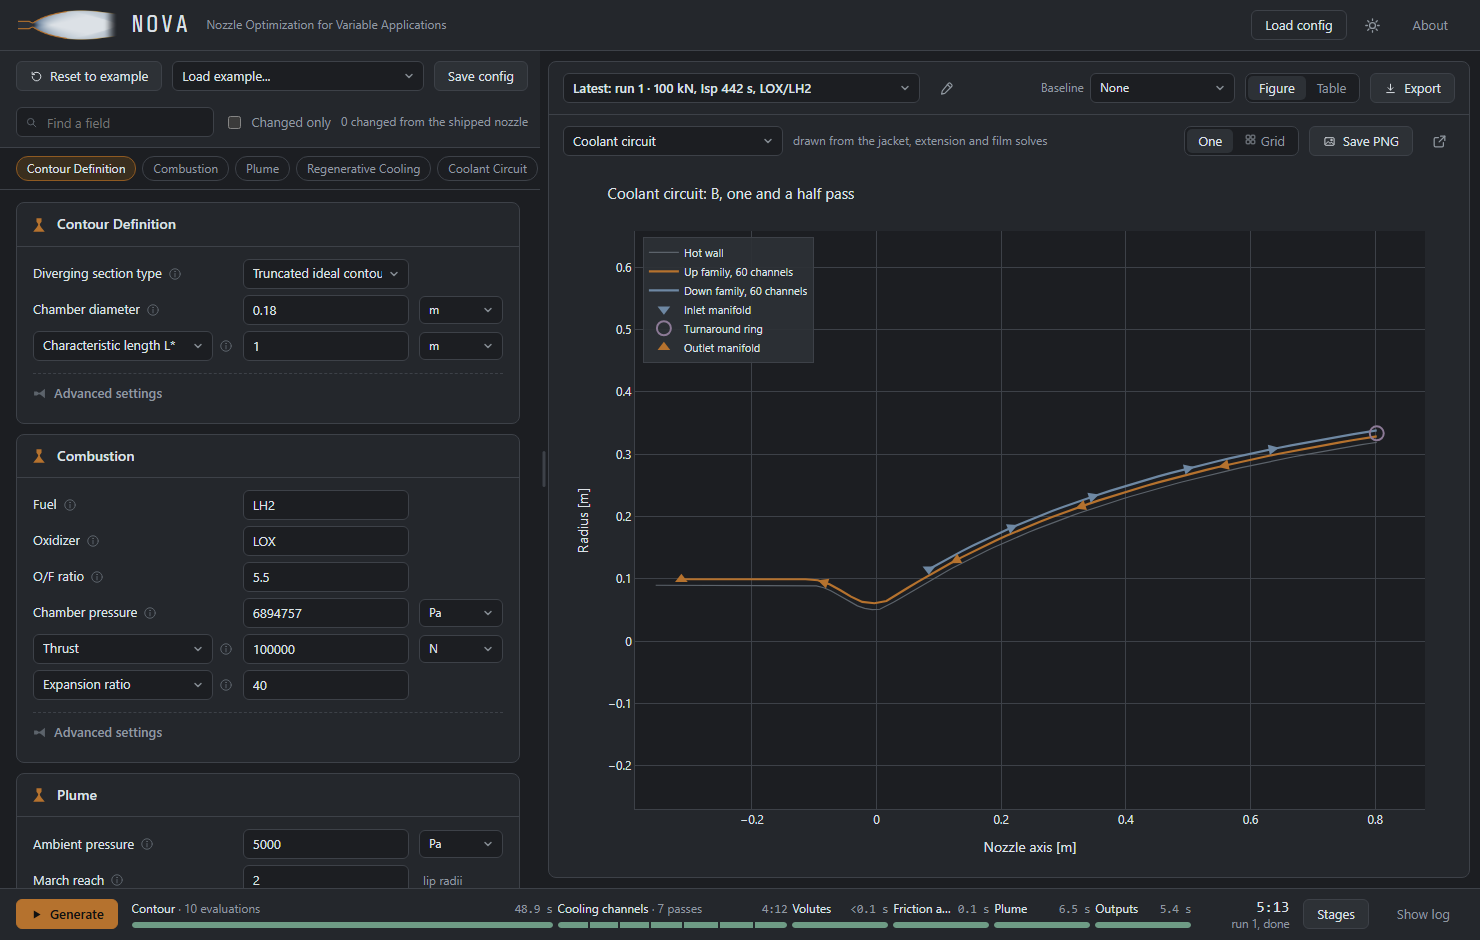 NOVA Nozzle Optimization for Variable Applications Load config About
Reset to example Load example... Save config
Find a field Changed only 0 changed from the shipped nozzle
Contour Definition Combustion Plume Regenerative Cooling Coolant Circuit
Contour Definition
Diverging section type Truncated ideal contou
Chamber diameter 0.18 m
Characteristic length L* 1 m
Advanced settings
Combustion
Fuel LH2
Oxidizer LOX
O/F ratio 5.5
Chamber pressure 6894757 Pa
Thrust 100000 N
Expansion ratio 40
Advanced settings
Plume
Ambient pressure 5000 Pa
March reach 2 lip radii
Latest: run 1 · 100 kN, Isp 442 s, LOX/LH2 Baseline None Figure Table Export
Coolant circuit drawn from the jacket, extension and film solves One Grid Save PNG
Coolant circuit: B, one and a half pass
Hot wall
Up family, 60 channels
Down family, 60 channels
Inlet manifold
Turnaround ring
Outlet manifold
0.6
0.5
0.4
0.3
0.2
0.1
0
−0.1
−0.2
Radius [m]
−0.2 0 0.2 0.4 0.6 0.8
Nozzle axis [m]
Generate
Contour · 10 evaluations 48.9 s Cooling channels · 7 passes 4:12 Volutes <0.1 s Friction a... 0.1 s Plume 6.5 s Outputs 5.4 s
5:13
run 1, done
Stages Show log